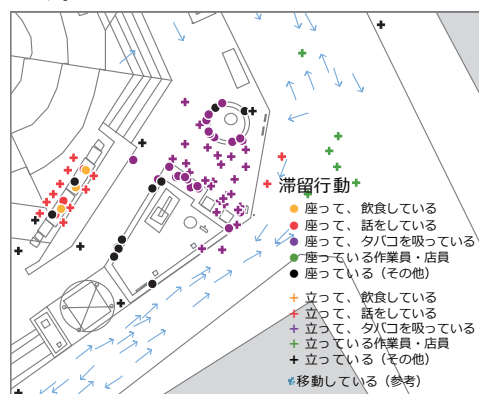 滞留行動
座って、飲食している
座って、話をしている
座って、タバコを吸っている
座っている作業員・店員
座っている（その他）
立って、飲食している
立って、話をしている
立って、タバコを吸っている
立っている作業員・店員
立っている（その他）
移動している（参考）